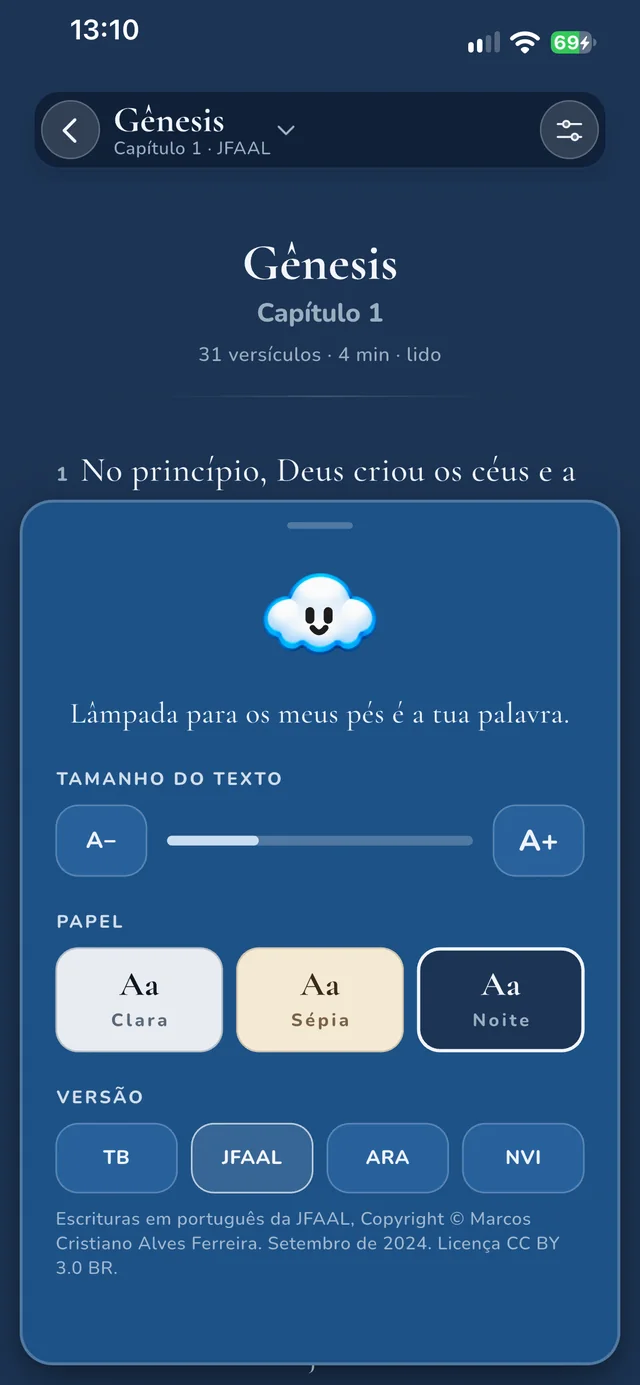 13:10
69
Gênesis
Capítulo 1 · JFAAL
Gênesis
Capítulo 1
31 versículos · 4 min · lido
1 No princípio, Deus criou os céus e a
Lâmpada para os meus pés é a tua palavra.
TAMANHO DO TEXTO
A−
A+
PAPEL
Aa
Clara
Aa
Sépia
Aa
Noite
VERSÃO
TB
JFAAL
ARA
NVI
Escrituras em português da JFAAL, Copyright © Marcos
Cristiano Alves Ferreira. Setembro de 2024. Licença CC BY
3.0 BR.